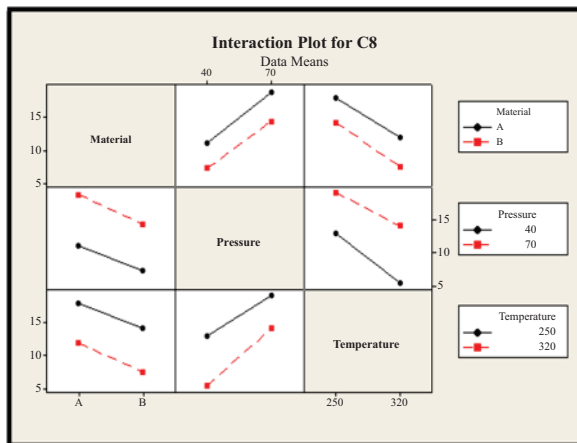 Interaction Plot for C8
Data Means
40 70
15
10
5
Material
Material
A
B
Pressure
15
10
5
Pressure
40
70
15
10
5
Temperature
Temperature
250
320
A B 250 320